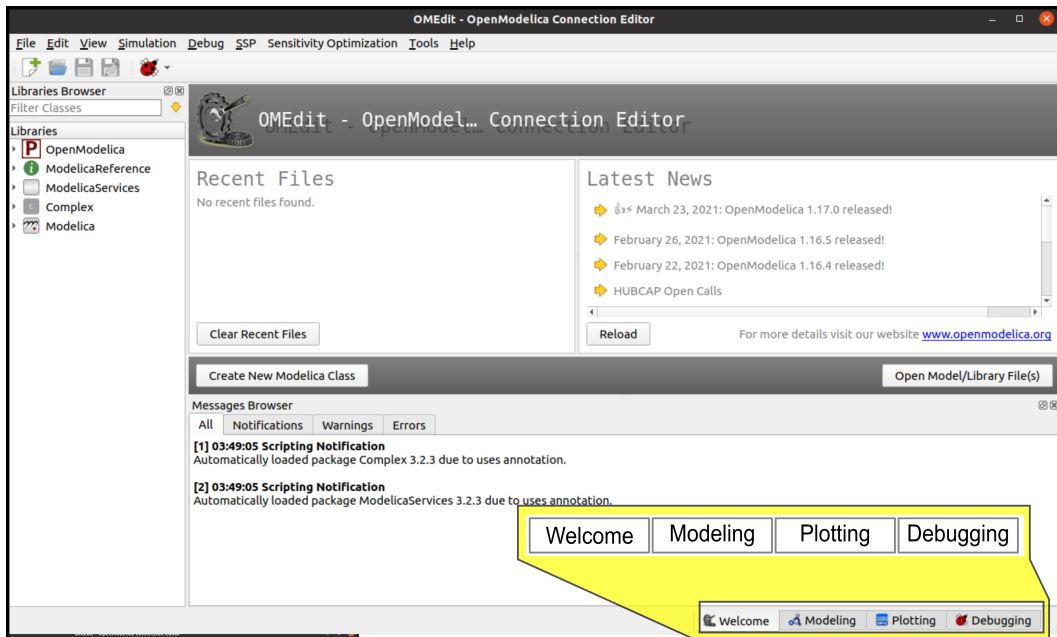 OMEdit - OpenModelica Connection Editor
File Edit View Simulation Debug SSP Sensitivity Optimization Tools Help
Libraries Browser
Filter Classes
Libraries
OpenModelica
ModelicaReference
ModelicaServices
Complex
Modelica
OMEdit - OpenModel… Connection Editor
Recent Files
No recent files found.
Clear Recent Files
Latest News
March 23, 2021: OpenModelica 1.17.0 released!
February 26, 2021: OpenModelica 1.16.5 released!
February 22, 2021: OpenModelica 1.16.4 released!
HUBCAP Open Calls
Reload
For more details visit our website www.openmodelica.org
Create New Modelica Class
Open Model/Library File(s)
Messages Browser
All Notifications Warnings Errors
[1] 03:49:05 Scripting Notification
Automatically loaded package Complex 3.2.3 due to uses annotation.
[2] 03:49:05 Scripting Notification
Automatically loaded package ModelicaServices 3.2.3 due to uses annotation.
Welcome Modeling Plotting Debugging
Welcome Modeling Plotting Debugging